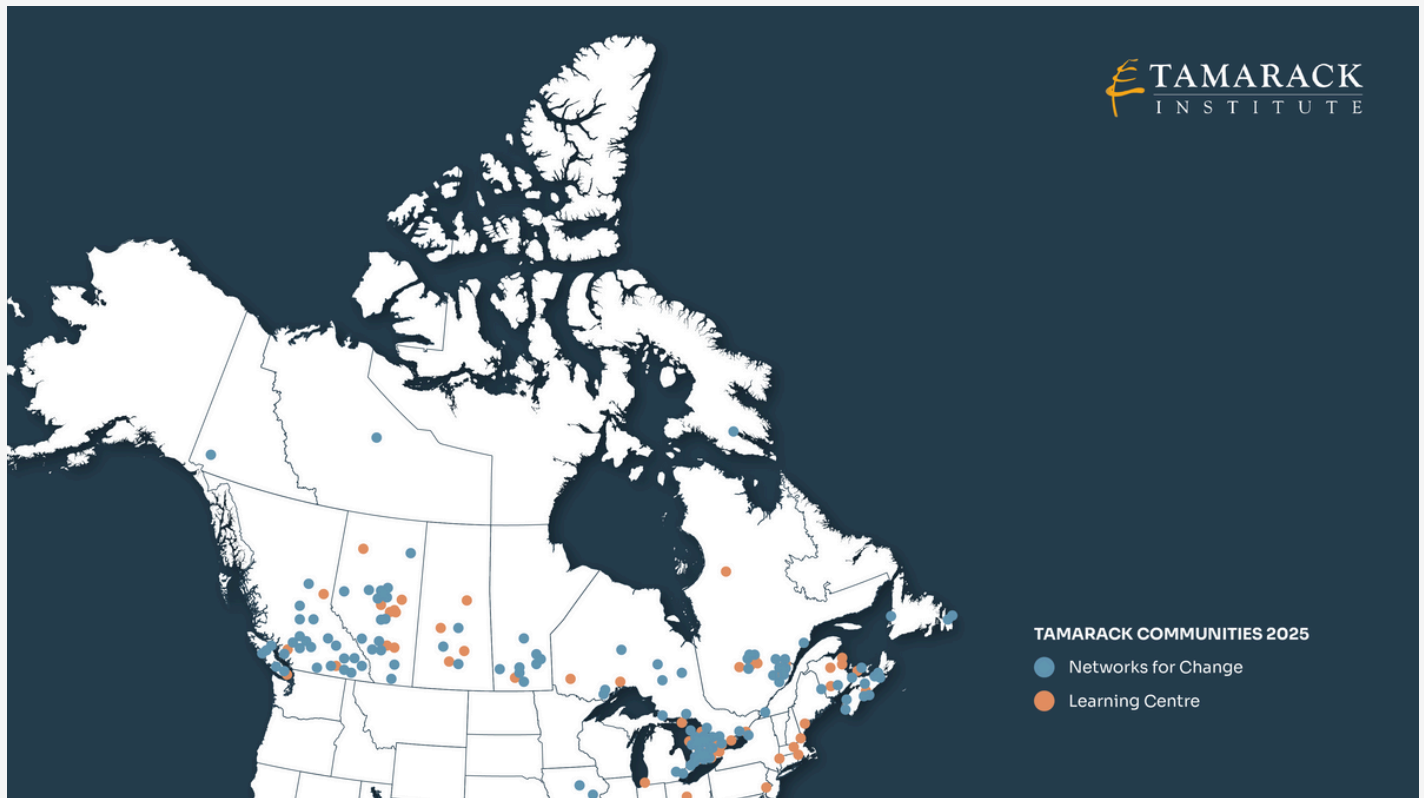 TAMARACK
INSTITUTE
TAMARACK COMMUNITIES 2025
Networks for Change
Learning Centre